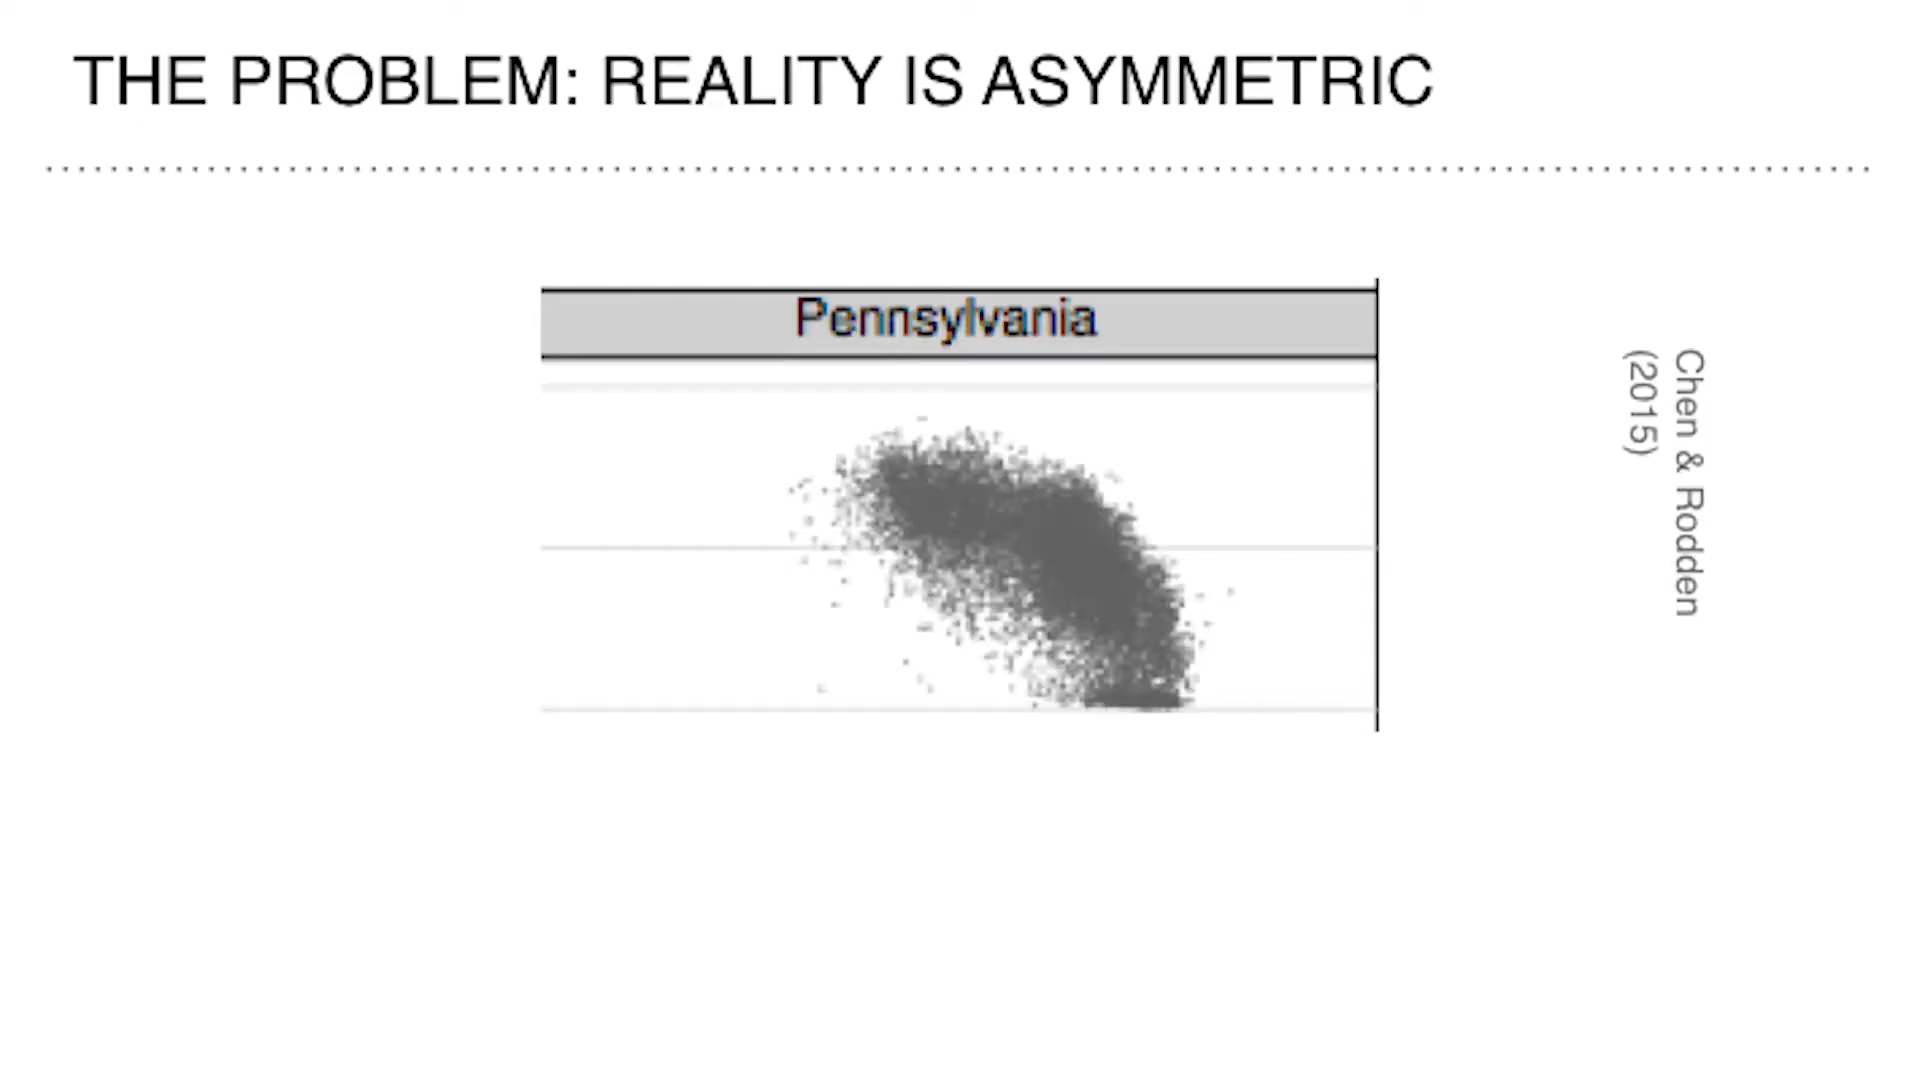 THE PROBLEM: REALITY IS ASYMMETRIC
Pennsylvania
Chen & Rodden
(2015)